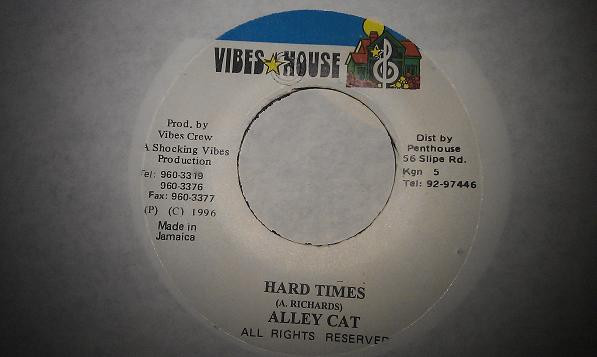 VIBES HOUSE
Prod. by
Vibes Crew
A Shocking Vibes
Production
Tel: 960-3319
960-3376
Fax: 960-3377
(P) (C) 1996
Made in
Jamaica
Dist by
Penthouse
56 Slipe Rd.
Kgn 5
Tel: 92-97446
HARD TIMES
(A. RICHARDS)
ALLEY CAT
ALL RIGHTS RESERVED